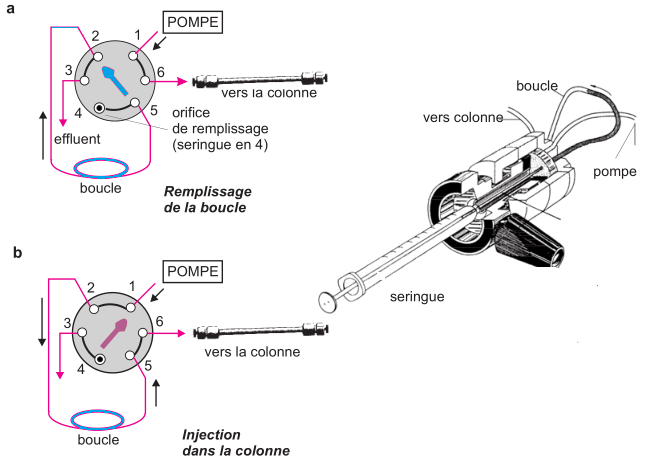 a
POMPE
2
1
3
6
4
5
vers la colonne
orifice
de remplissage
(seringue en 4)
effluent
boucle
Remplissage
de la boucle
boucle
vers colonne
pompe
seringue
b
POMPE
2
1
3
6
4
5
vers la colonne
boucle
Injection
dans la colonne